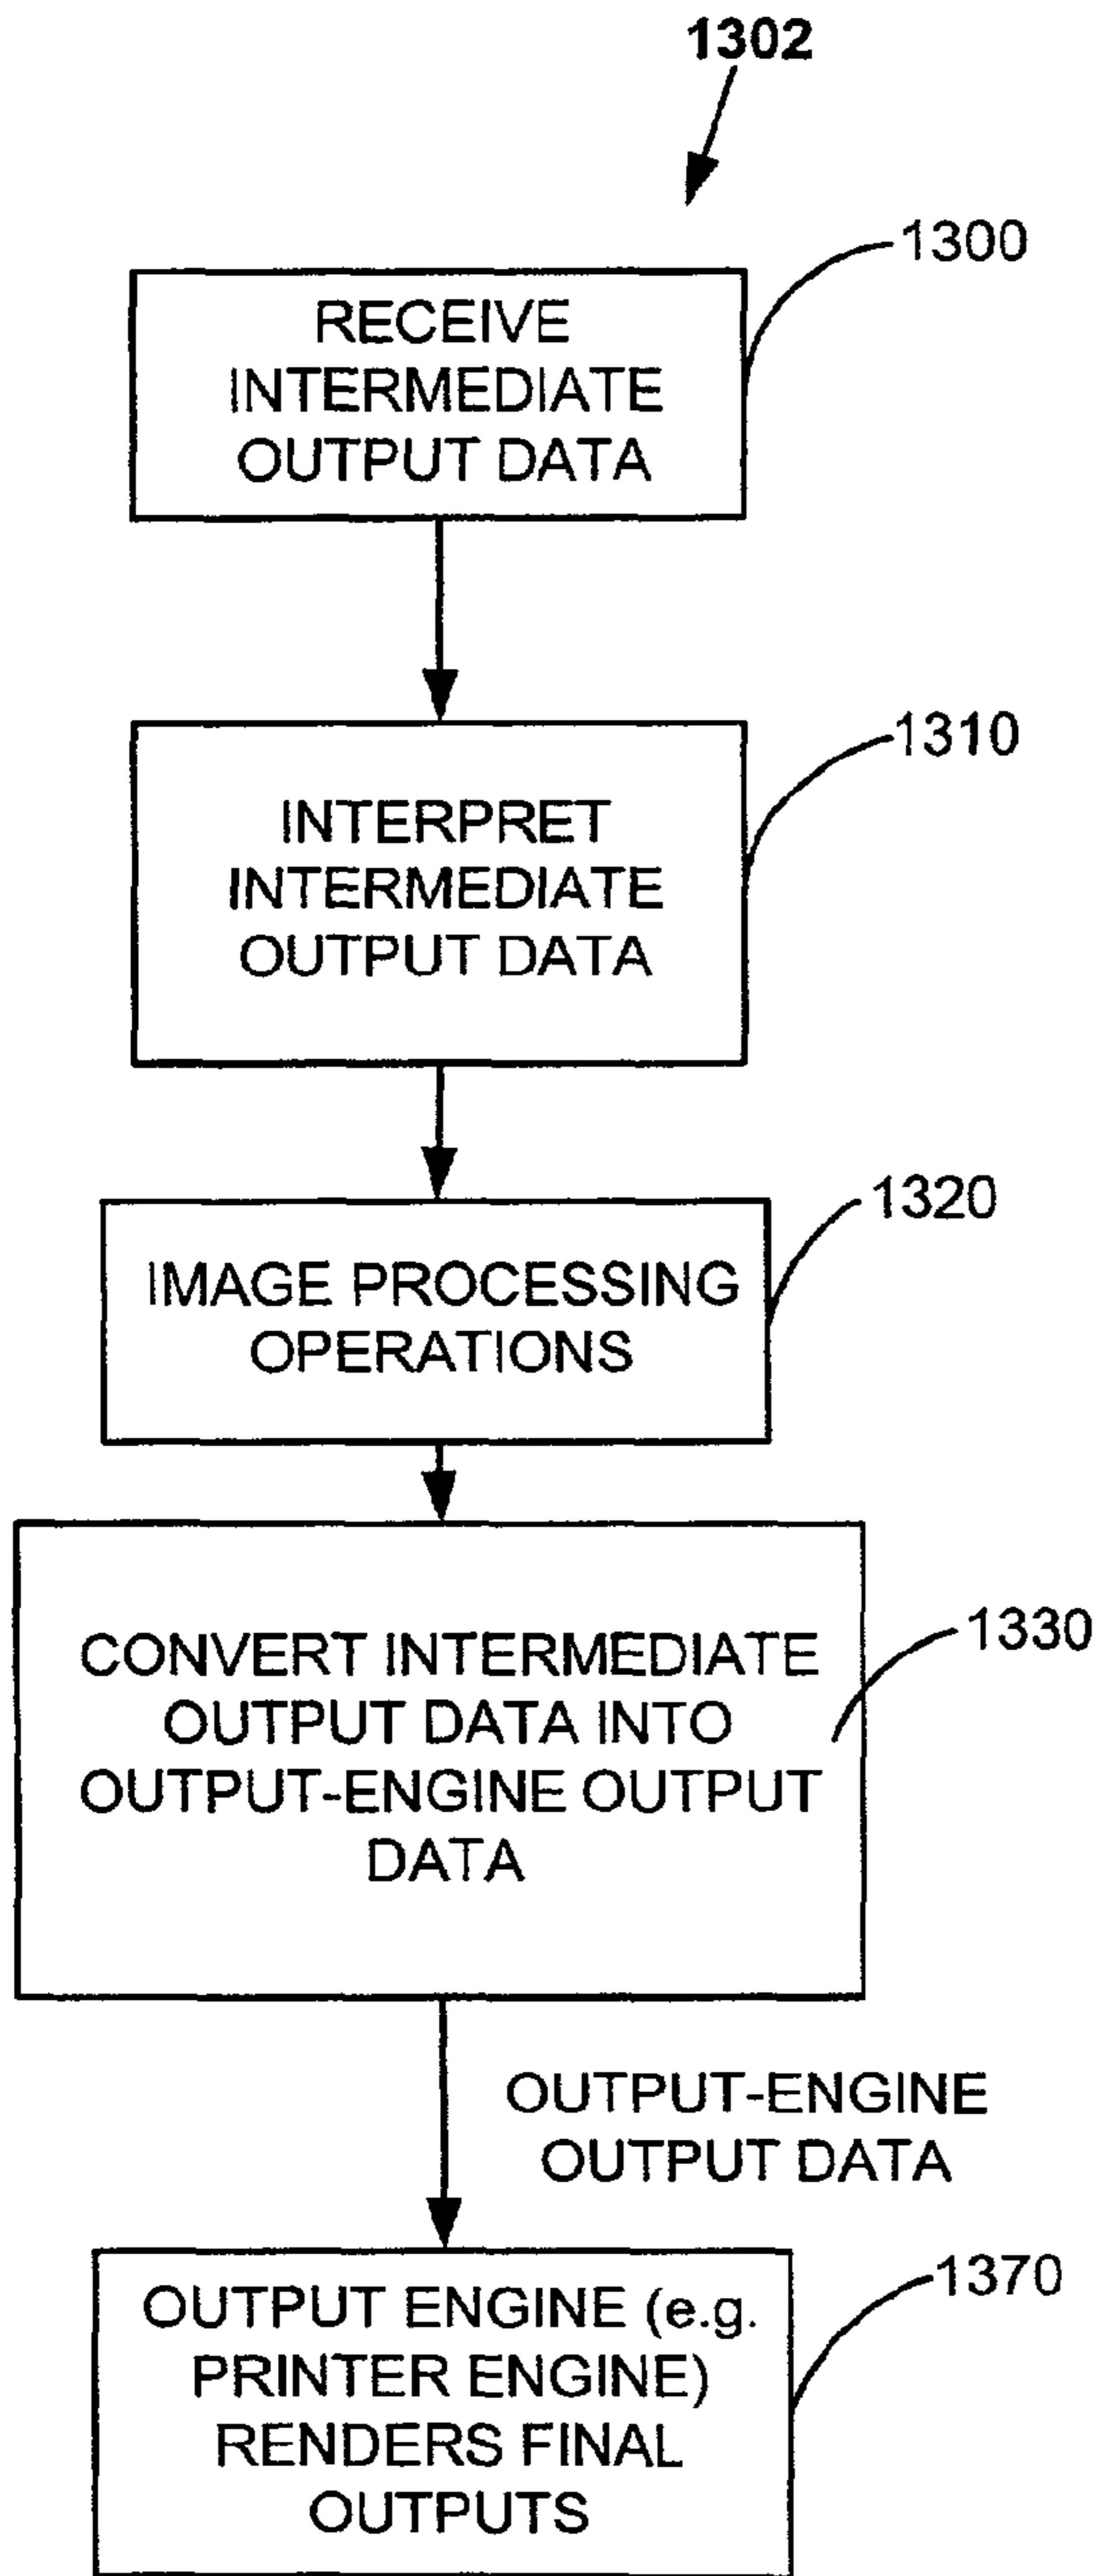 1302
1300
RECEIVE
INTERMEDIATE
OUTPUT DATA
1310
INTERPRET
INTERMEDIATE
OUTPUT DATA
1320
IMAGE PROCESSING
OPERATIONS
1330
CONVERT INTERMEDIATE
OUTPUT DATA INTO
OUTPUT-ENGINE OUTPUT
DATA
OUTPUT-ENGINE
OUTPUT DATA
1370
OUTPUT ENGINE (e.g.
PRINTER ENGINE)
RENDERS FINAL
OUTPUTS